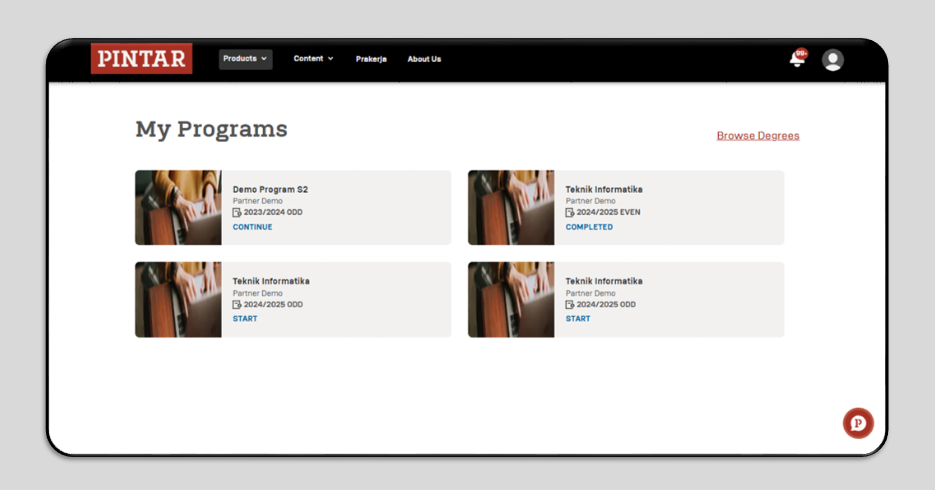 PINTAR
Products
Content
Prakerja
About Us
99+
My Programs
Browse Degrees
Demo Program S2
Partner Demo
2023/2024 ODD
CONTINUE
Teknik Informatika
Partner Demo
2024/2025 EVEN
COMPLETED
Teknik Informatika
Partner Demo
2024/2025 ODD
START
Teknik Informatika
Partner Demo
2024/2025 ODD
START
P